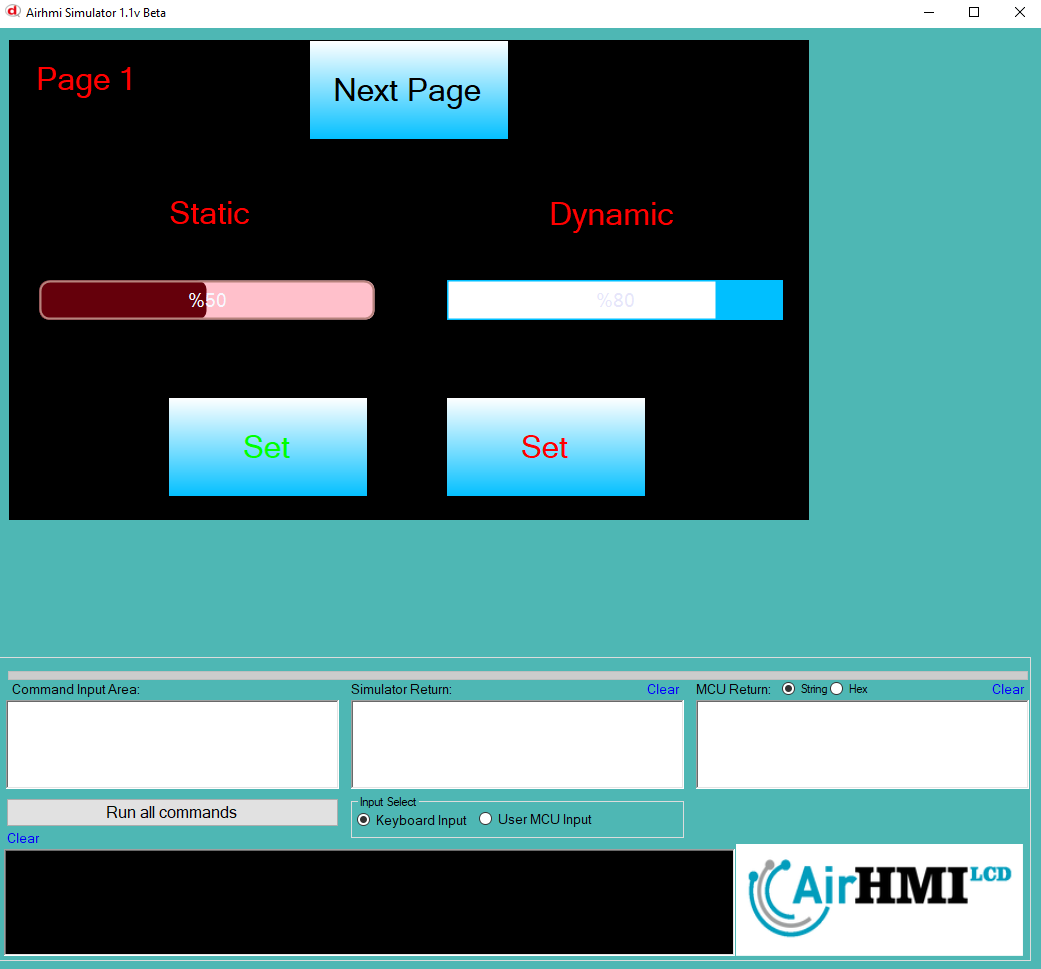 Airhmi Simulator 1.1v Beta
Page 1
Next Page
Static
Dynamic
%50
%80
Set
Set
Command Input Area:
Simulator Return:
Clear
MCU Return:
String
Hex
Clear
Run all commands
Input Select
Keyboard Input
User MCU Input
Clear
AirHMI LCD